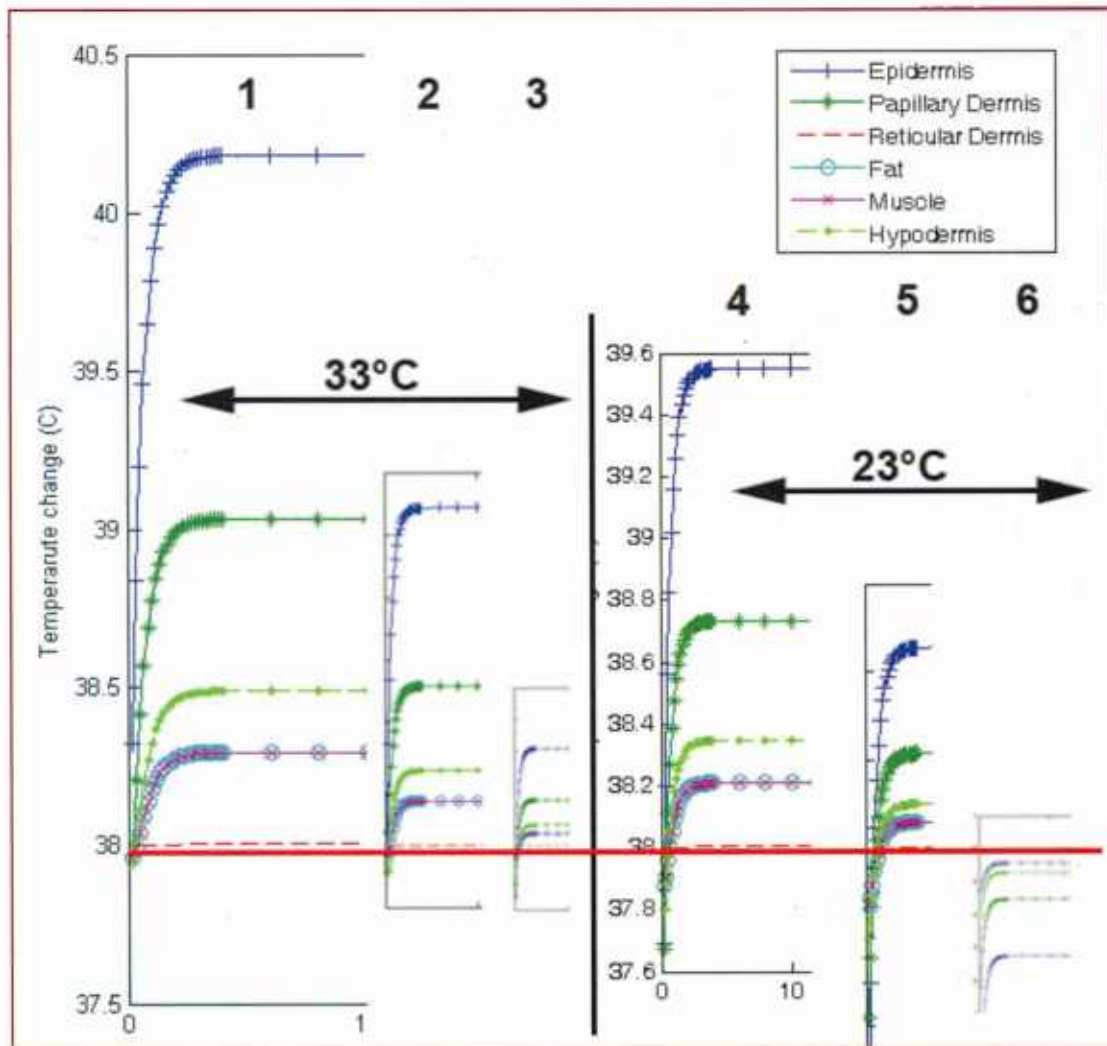 40.5
40
39.5
39
38.5
38
37.5
0 1
Temperarute change (C)
1 2 3
33°C
Epidermis
Papillary Dermis
Reticular Dermis
Fat
Muscle
Hypodermis
4 5 6
23°C
39.6
39.4
39.2
39
38.8
38.6
38.4
38.2
38
37.8
37.6
0 10